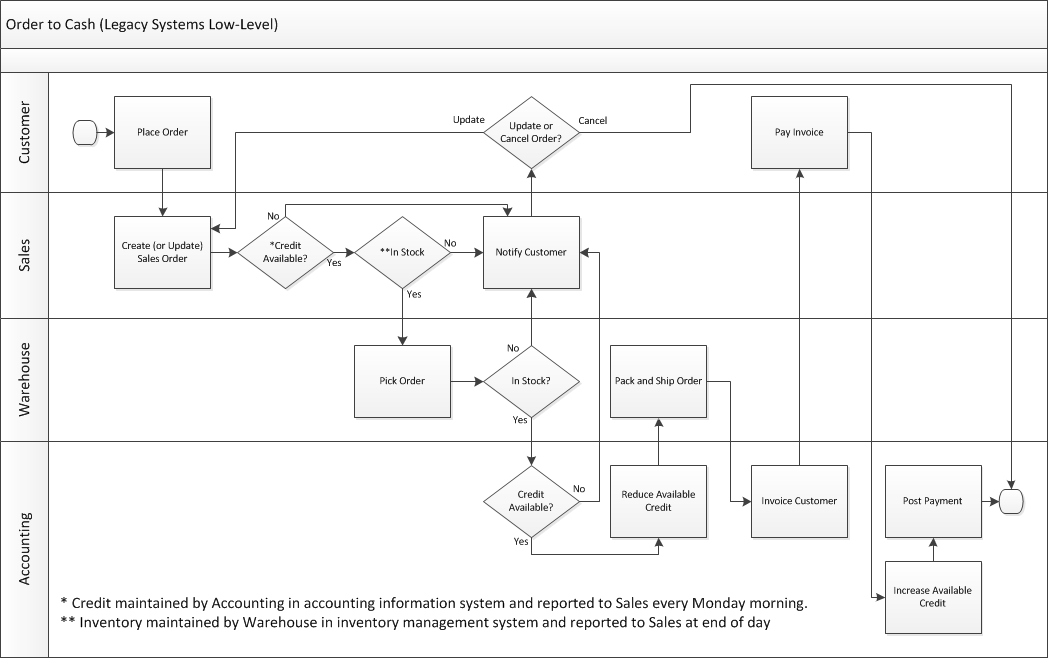 Order to Cash (Legacy Systems Low-Level)
Customer
Place Order
Update
Update or
Cancel Order?
Cancel
Pay Invoice
Sales
Create (or Update)
Sales Order
No
*Credit
Available?
Yes
**In Stock
No
Yes
Notify Customer
Warehouse
Pick Order
No
In Stock?
Yes
Pack and Ship Order
Accounting
Credit
Available?
No
Yes
Reduce Available
Credit
Invoice Customer
Post Payment
Increase Available
Credit
* Credit maintained by Accounting in accounting information system and reported to Sales every Monday morning.
** Inventory maintained by Warehouse in inventory management system and reported to Sales at end of day